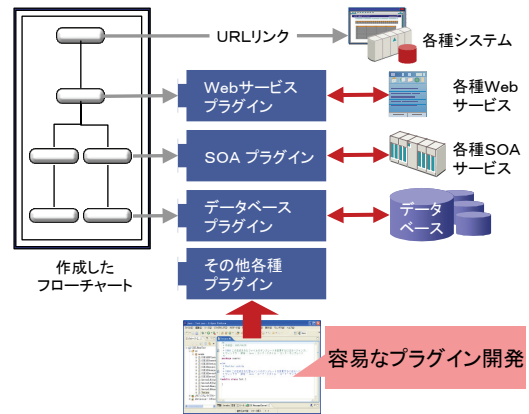 URLリンク
各種システム
Webサービス
プラグイン
各種Web
サービス
SOA プラグイン
各種SOA
サービス
データベース
プラグイン
データ
ベース
その他各種
プラグイン
作成した
フローチャート
容易なプラグイン開発